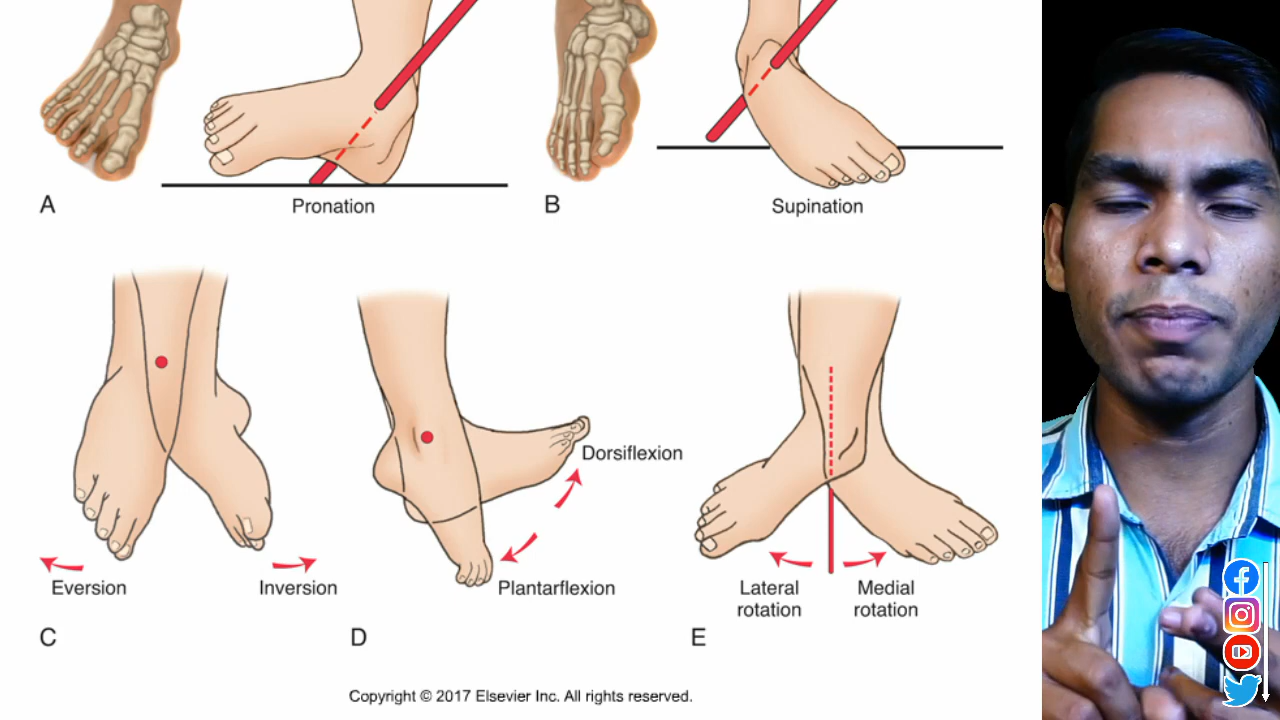 A
Pronation
B
Supination
Dorsiflexion
Eversion
Inversion
Plantarflexion
Lateral
rotation
Medial
rotation
C
D
E
Copyright © 2017 Elsevier Inc. All rights reserved.